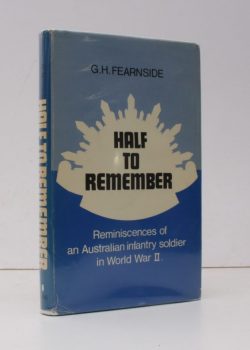 G.H. FEARNSIDE
HALF
TO
REMEMBER
Reminiscences of
an Australian infantry soldier
in World War II.
HALF TO REMEMBER